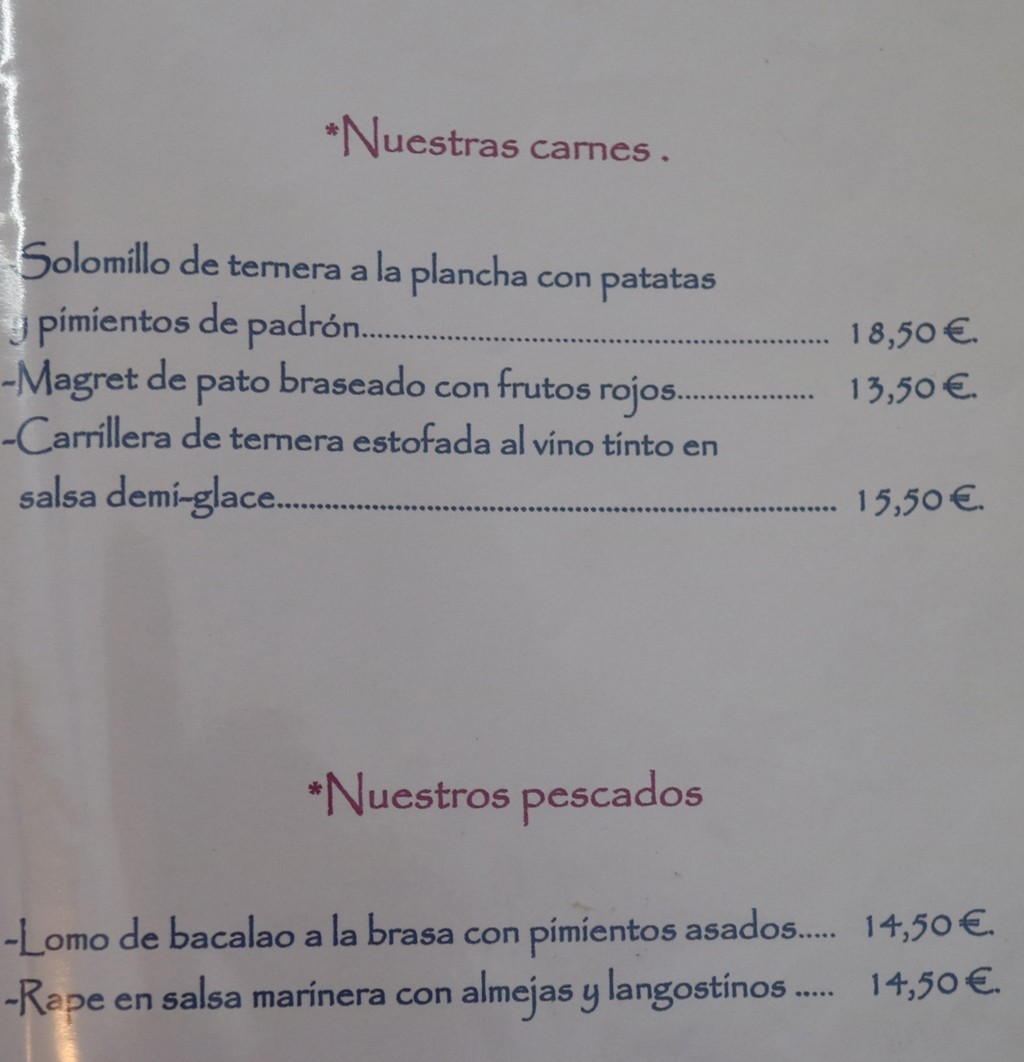 *Nuestras carnes .
-Solomillo de ternera a la plancha con patatas
y pimientos de padrón.......................................................................... 18,50 €.
-Magret de pato braseado con frutos rojos................... 13,50 €.
-Carrillera de ternera estofada al vino tinto en
salsa demi-glace................................................................................ 15,50 €.
*Nuestros pescados
-Lomo de bacalao a la brasa con pimientos asados..... 14,50 €.
-Rape en salsa marinera con almejas y langostinos ..... 14,50 €.